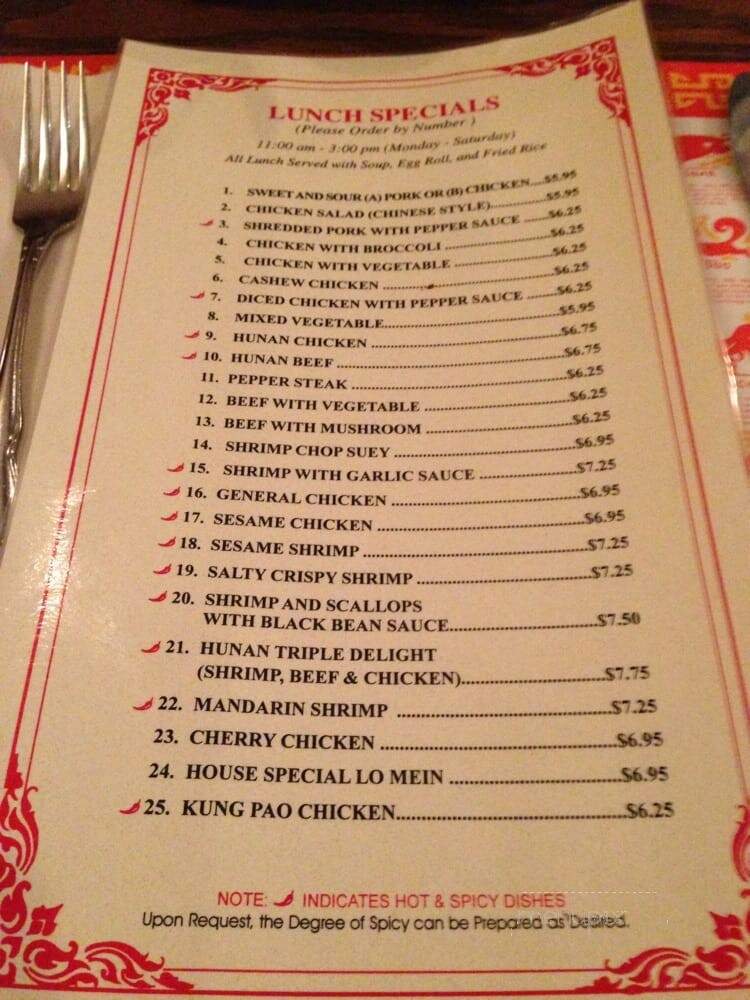 LUNCH SPECIALS
(Please Order by Number )
11:00 am - 3:00 pm (Monday - Saturday)
All Lunch Served with Soup, Egg Roll, and Fried Rice
1. SWEET AND SOUR (A) PORK OR (B) CHICKEN....$5.95
2. CHICKEN SALAD (CHINESE STYLE)......................$5.95
3. SHREDDED PORK WITH PEPPER SAUCE ........$6.25
4. CHICKEN WITH BROCCOLI ..............................$6.25
5. CHICKEN WITH VEGETABLE ............................$6.25
6. CASHEW CHICKEN ............................................$6.25
7. DICED CHICKEN WITH PEPPER SAUCE ..........$6.25
8. MIXED VEGETABLE............................................$5.95
9. HUNAN CHICKEN ................................................$6.75
10. HUNAN BEEF ......................................................$6.75
11. PEPPER STEAK ....................................................$6.25
12. BEEF WITH VEGETABLE ....................................$6.25
13. BEEF WITH MUSHROOM ....................................$6.25
14. SHRIMP CHOP SUEY ..........................................$6.95
15. SHRIMP WITH GARLIC SAUCE ........................$7.25
16. GENERAL CHICKEN ............................................$6.95
17. SESAME CHICKEN ................................................$6.95
18. SESAME SHRIMP ..................................................$7.25
19. SALTY CRISPY SHRIMP ......................................$7.25
20. SHRIMP AND SCALLOPS
WITH BLACK BEAN SAUCE................................$7.50
21. HUNAN TRIPLE DELIGHT
(SHRIMP, BEEF & CHICKEN)................................$7.75
22. MANDARIN SHRIMP ............................................$7.25
23. CHERRY CHICKEN ................................................$6.95
24. HOUSE SPECIAL LO MEIN ..................................$6.95
25. KUNG PAO CHICKEN..............................................$6.25
NOTE: INDICATES HOT & SPICY DISHES
Upon Request, the Degree of Spicy can be Prepared as Desired.